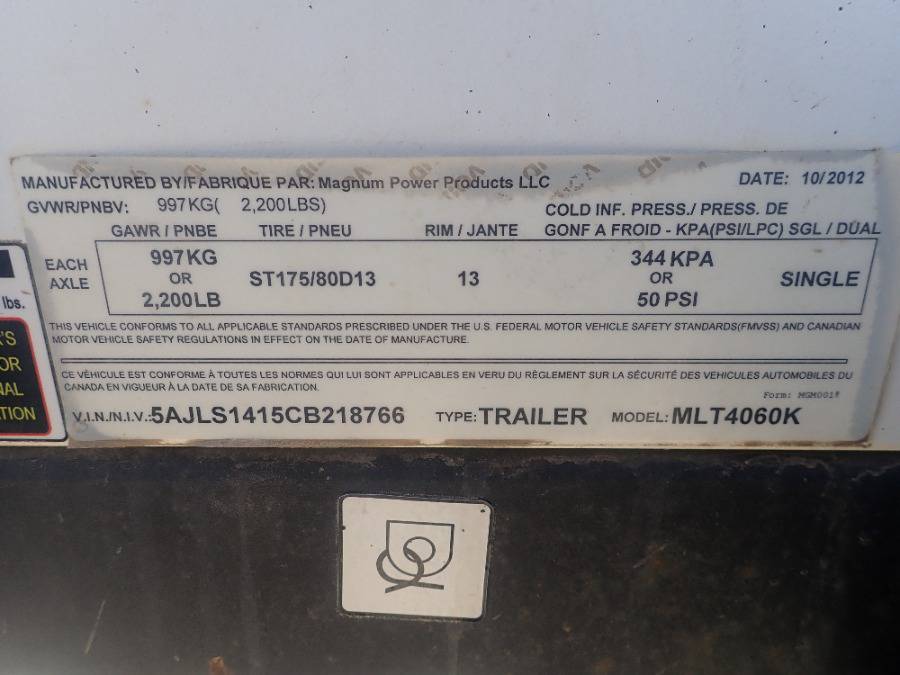 MANUFACTURED BY/FABRIQUE PAR: Magnum Power Products LLC DATE: 10/2012
GVWR/PNBV: 997KG( 2,200LBS) COLD INF. PRESS./ PRESS. DE
GAWR / PNBE TIRE / PNEU RIM / JANTE GONF A FROID - KPA(PSI/LPC) SGL / DUAL
EACH AXLE 997KG OR 2,200LB ST175/80D13 13 344 KPA OR 50 PSI SINGLE
THIS VEHICLE CONFORMS TO ALL APPLICABLE STANDARDS PRESCRIBED UNDER THE U.S. FEDERAL MOTOR VEHICLE SAFETY STANDARDS(FMVSS) AND CANADIAN
MOTOR VEHICLE SAFETY REGULATIONS IN EFFECT ON THE DATE OF MANUFACTURE.
CE VÉHICULE EST CONFORME À TOUTES LES NORMES QUI LUI SONT APPLICABLES EN VERU DU RÈGLEMENT SUR LA SÉCURITÉ DES VEHICULES AUTOMOBILES DU
CANADA EN VIGUEUR À LA DATE DE SA FABRICATION.
Form:
V.I.N./N.I.V.:5AJLS1415CB218766 TYPE: TRAILER MODEL: MLT4060K
lbs.